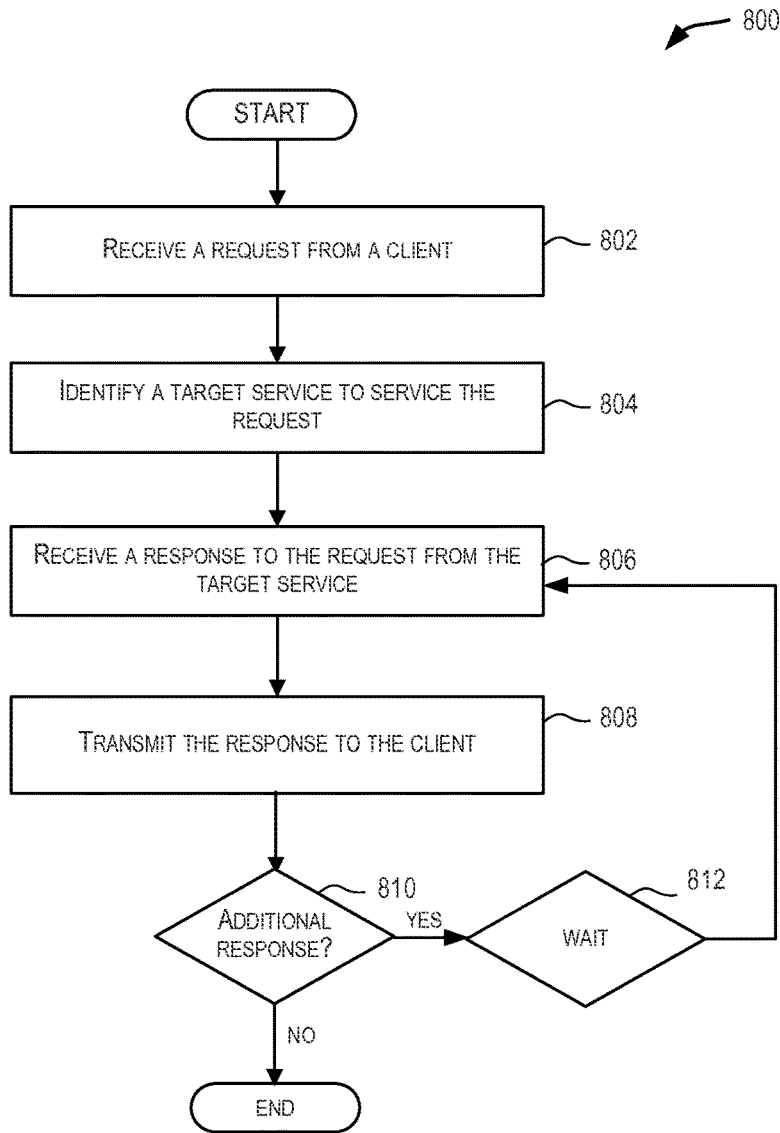 800
START
RECEIVE A REQUEST FROM A CLIENT
802
IDENTIFY A TARGET SERVICE TO SERVICE THE
REQUEST
804
RECEIVE A RESPONSE TO THE REQUEST FROM THE
TARGET SERVICE
806
TRANSMIT THE RESPONSE TO THE CLIENT
808
ADDITIONAL
RESPONSE?
810
YES
WAIT
812
NO
END